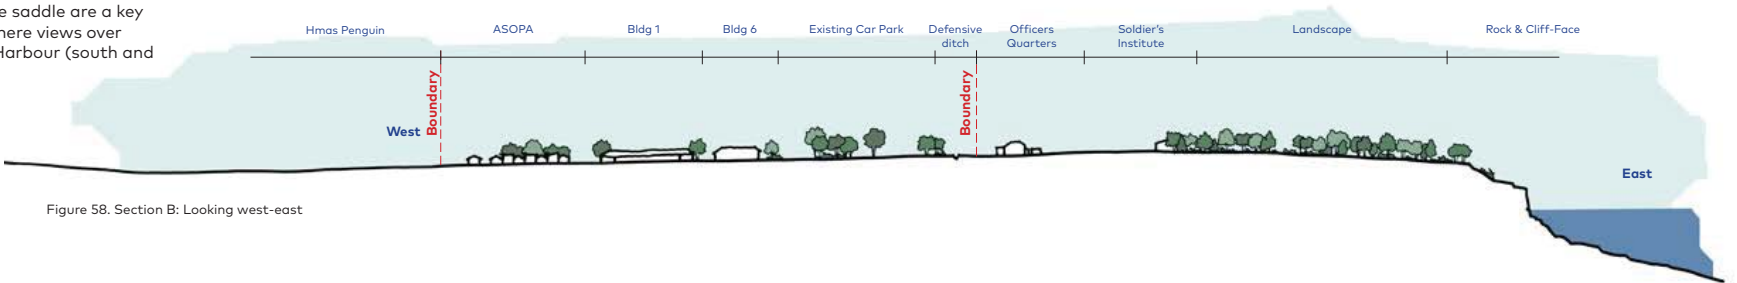 e saddle are a key
here views over
Harbour (south and
Hmas Penguin
ASOPA
Bldg 1
Bldg 6
Existing Car Park
Defensive
ditch
Officers
Quarters
Soldier's
Institute
Landscape
Rock & Cliff-Face
Boundary
Boundary
West
East
Figure 58. Section B: Looking west-east